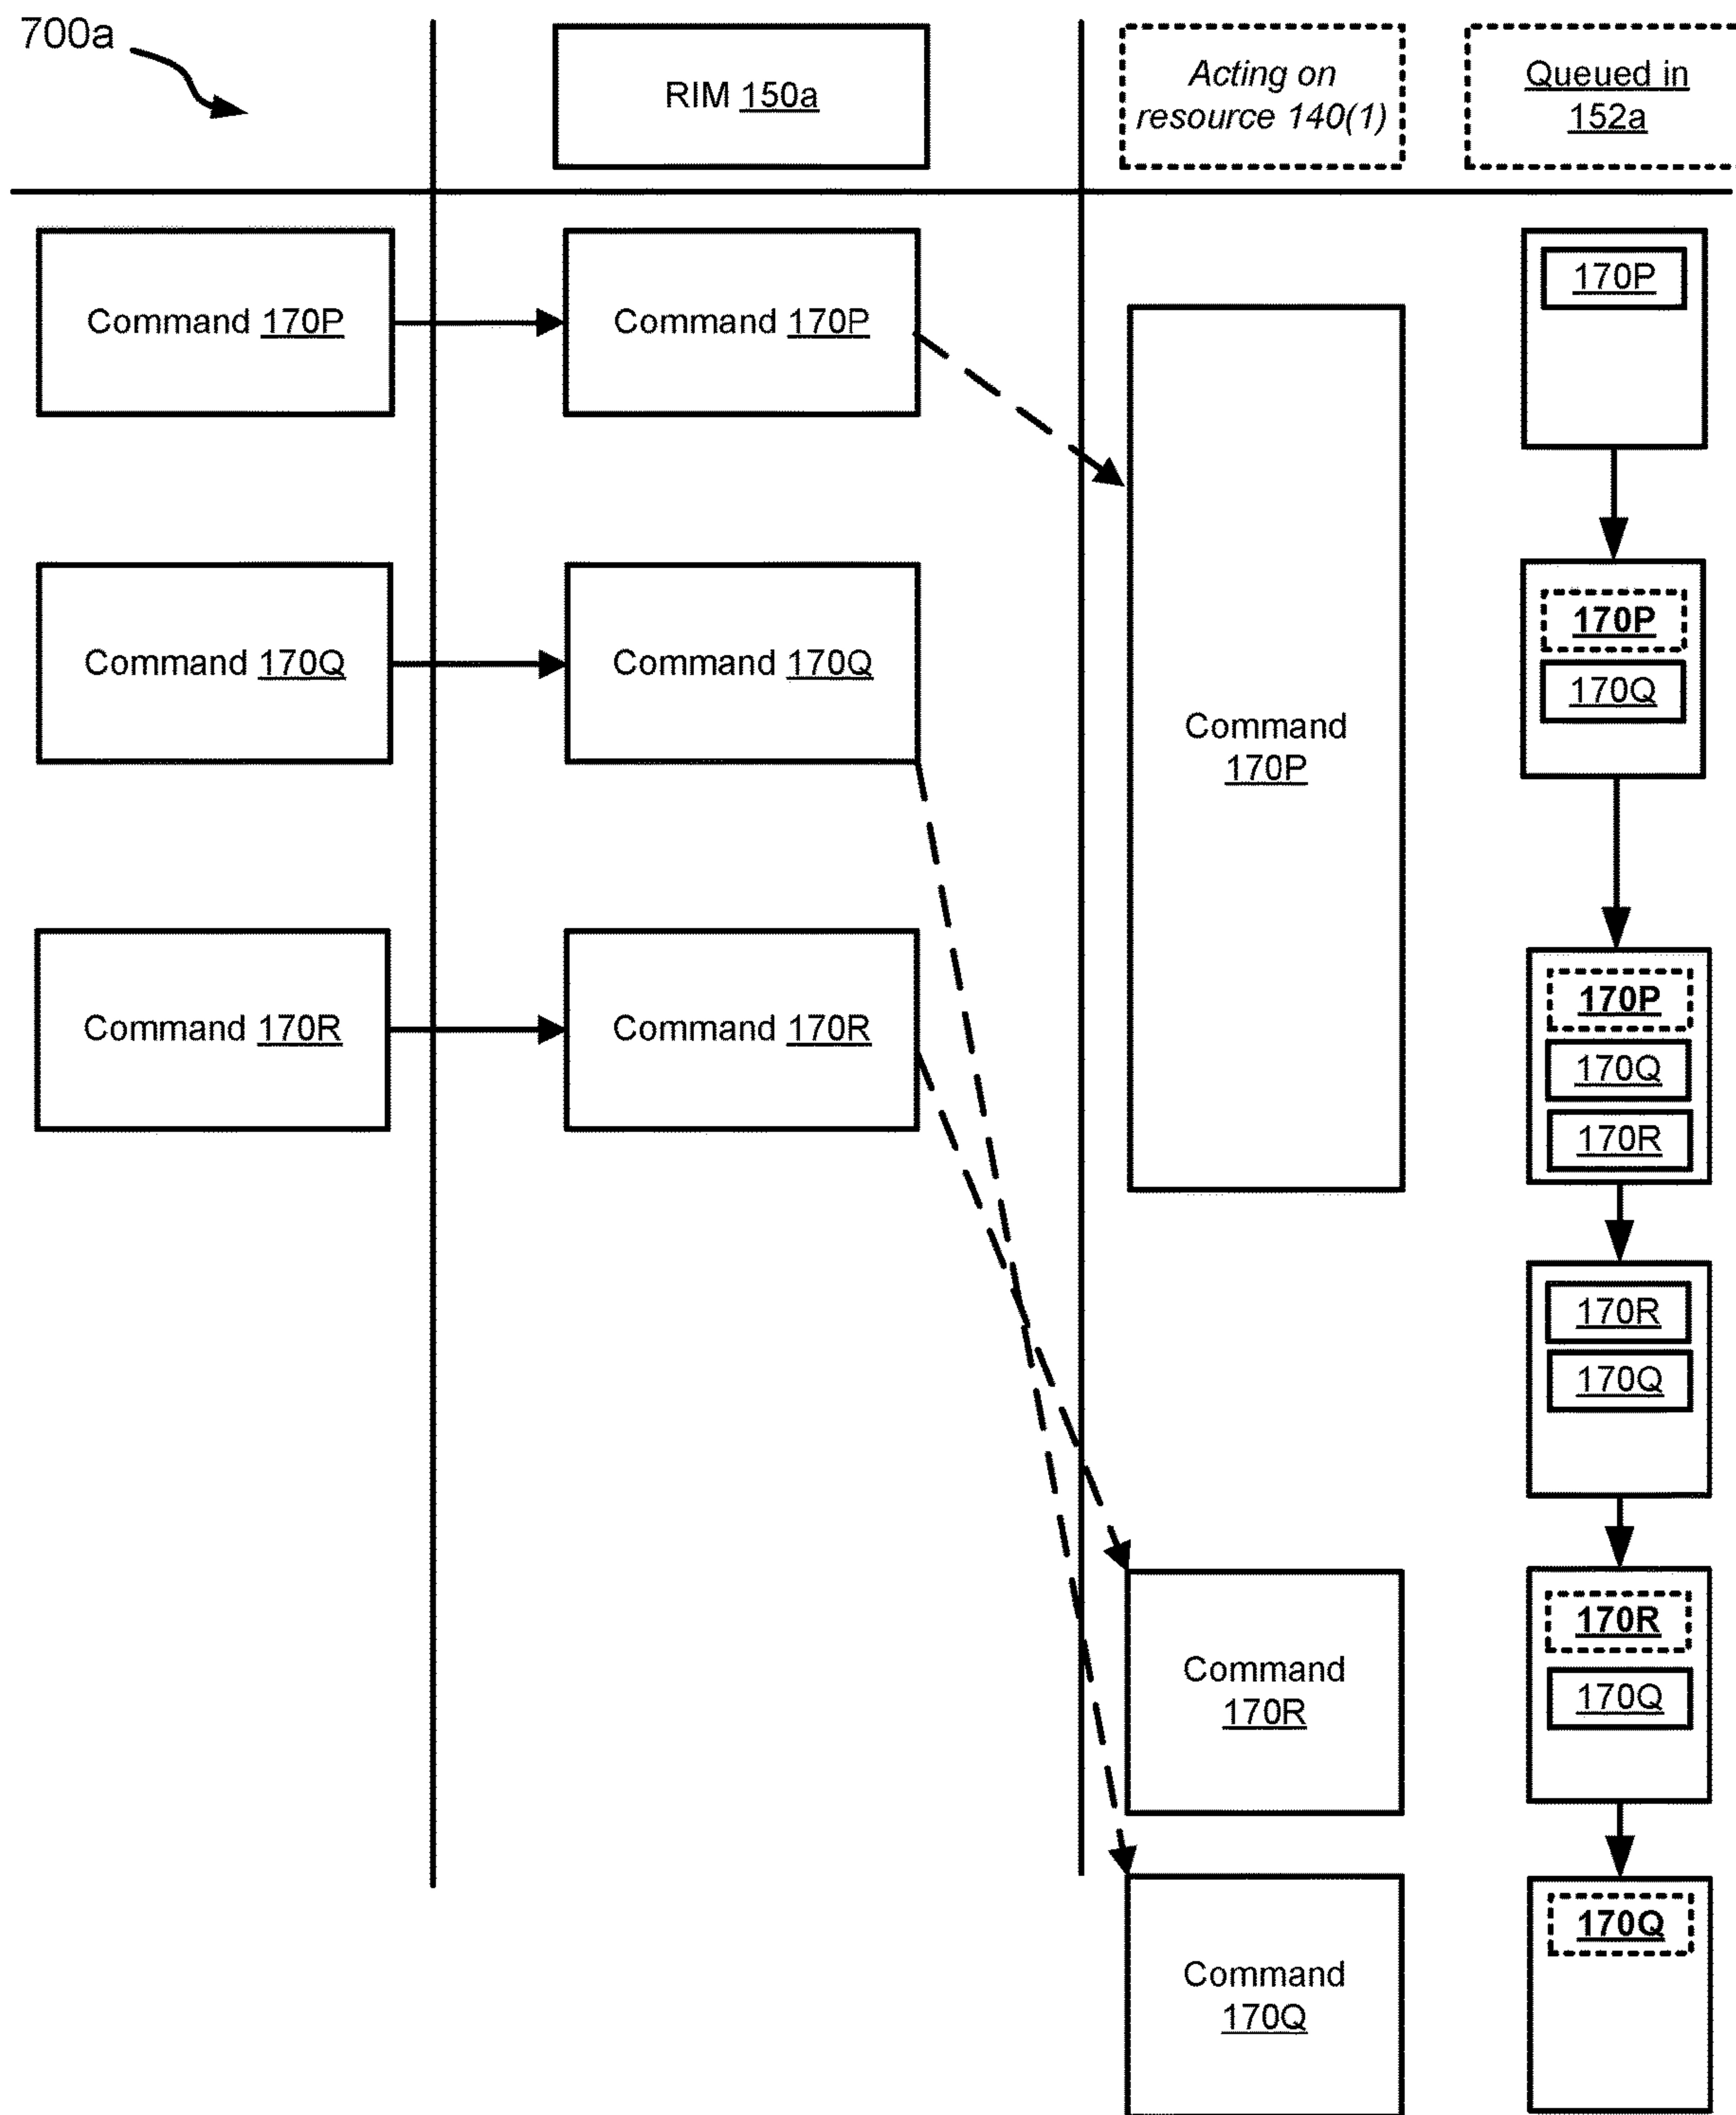 700a
RIM 150a
Acting on
resource 140(1)
Queued in
152a
Command 170P
Command 170P
170P
Command 170Q
Command 170Q
Command
170P
170P
170Q
Command 170R
Command 170R
170P
170Q
170R
170R
170Q
Command
170R
170R
170Q
Command
170Q
170Q